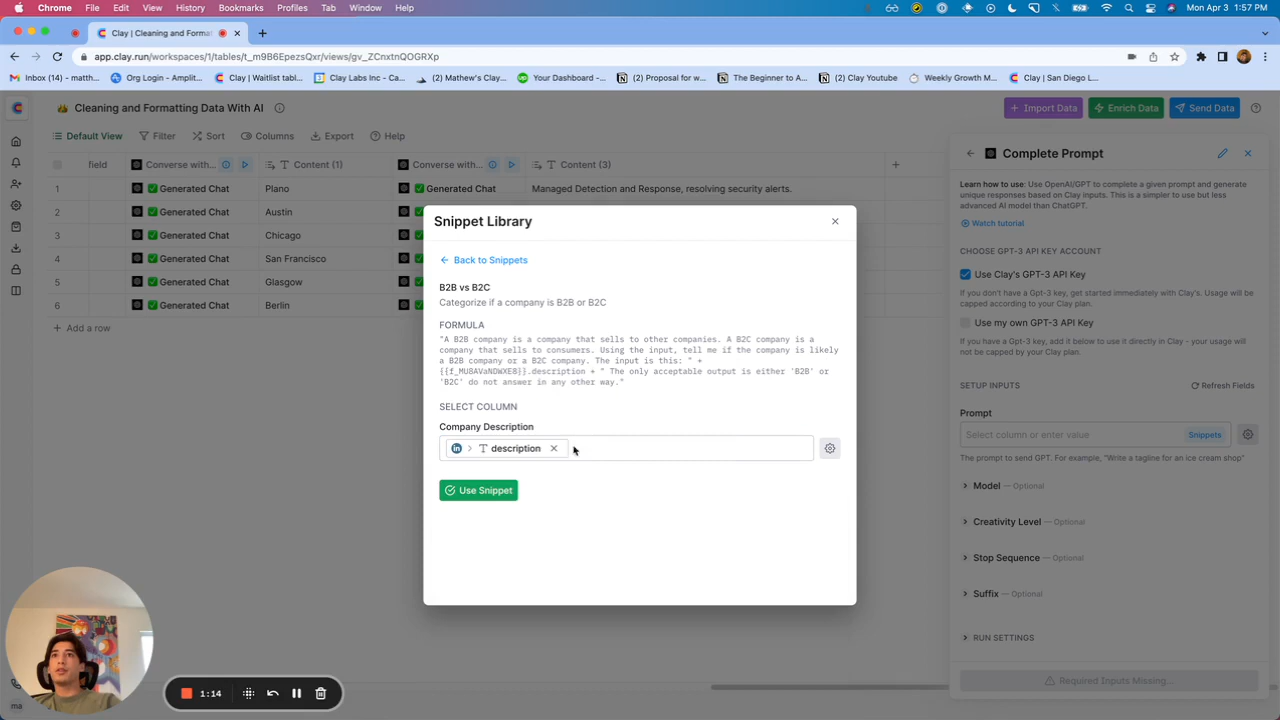 Chrome File Edit View History Bookmarks Profiles Tab Window Help Mon Apr 3 1:57 PM
Clay | Cleaning and Forma
app.clay.run/workspaces/1/tables/t_m9B6EpezsQxr/views/gv_ZCnxtnQOGRXp
Inbox (14) - matth... Org Login - Amplit... Clay | Waitlist tabl... Clay Labs Inc - Ca... Mathew's Clay... Your Dashboard -... (2) Proposal for w... The Beginner to A... (2) Clay Youtube Weekly Growth M... Clay | San Diego L...
Cleaning and Formatting Data With AI
Import Data Enrich Data Send Data
Default View Filter Sort Columns Export Help
field Converse with... Content (1) Converse with... Content (3)
1 Generated Chat Plano Generated Chat Managed Detection and Response, resolving security alerts.
2 Generated Chat Austin
3 Generated Chat Chicago
4 Generated Chat San Francisco
5 Generated Chat Glasgow
6 Generated Chat Berlin
+ Add a row
Snippet Library
Back to Snippets
B2B vs B2C
Categorize if a company is B2B or B2C
FORMULA
"A B2B company is a company that sells to other companies. A B2C company is a
company that sells to consumers. Using the input, tell me if the company is likely
a B2B company or a B2C company. The input is this: " +
{{f_MU8AVaNDWXE8}}.description + " The only acceptable output is either 'B2B' or
'B2C' do not answer in any other way."
SELECT COLUMN
Company Description
description
Use Snippet
Complete Prompt
Learn how to use: Use OpenAI/GPT to complete a given prompt and generate
unique responses based on Clay inputs. This is a simpler to use but less
advanced AI model than ChatGPT.
Watch tutorial
CHOOSE GPT-3 API KEY ACCOUNT
Use Clay's GPT-3 API Key
If you don't have a Gpt-3 key, get started immediately with Clay's. Usage will be
capped according to your Clay plan.
Use my own GPT-3 API Key
If you have a Gpt-3 key, add it below to use it directly in Clay - your usage will
not be capped by your Clay plan.
SETUP INPUTS Refresh Fields
Prompt
Select column or enter value Snippets
The prompt to send GPT. For example, "Write a tagline for an ice cream shop"
Model — Optional
Creativity Level — Optional
Stop Sequence — Optional
Suffix — Optional
RUN SETTINGS
Required Inputs Missing...
1:14
ma